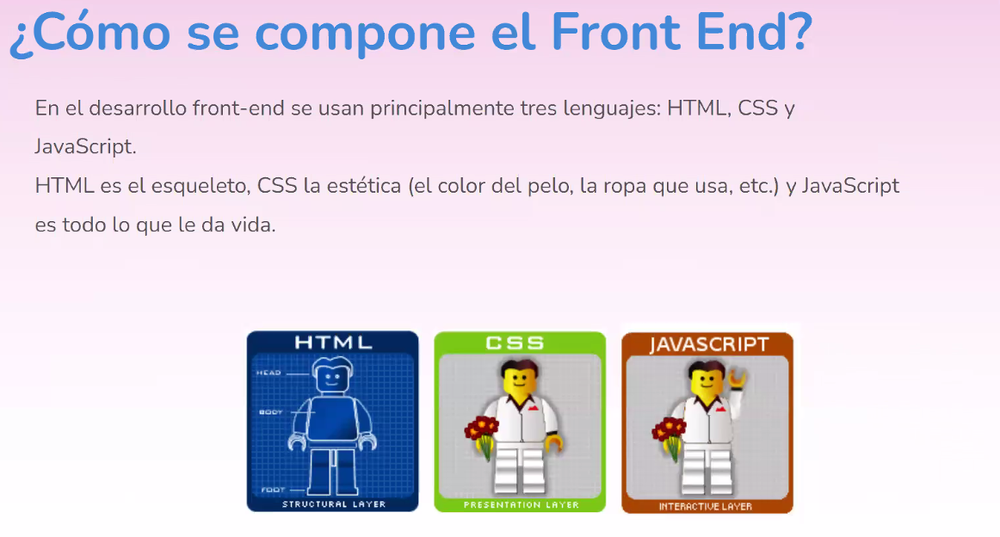 ¿Cómo se compone el Front End?
En el desarrollo front-end se usan principalmente tres lenguajes: HTML, CSS y
JavaScript.
HTML es el esqueleto, CSS la estética (el color del pelo, la ropa que usa, etc.) y JavaScript
es todo lo que le da vida.
HTML
HEAD
BODY
FOOT
STRUCTURAL LAYER
CSS
PRESENTATION LAYER
JAVASCRIPT
INTERACTIVE LAYER